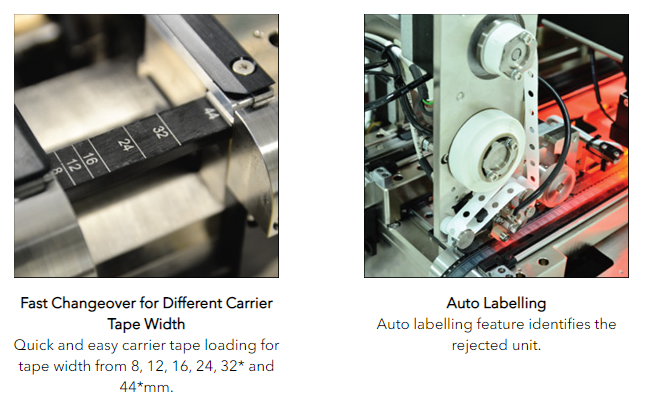 8
12
16
24
32
44
Fast Changeover for Different Carrier
Tape Width
Quick and easy carrier tape loading for
tape width from 8, 12, 16, 24, 32* and
44*mm.
Auto Labelling
Auto labelling feature identifies the
rejected unit.